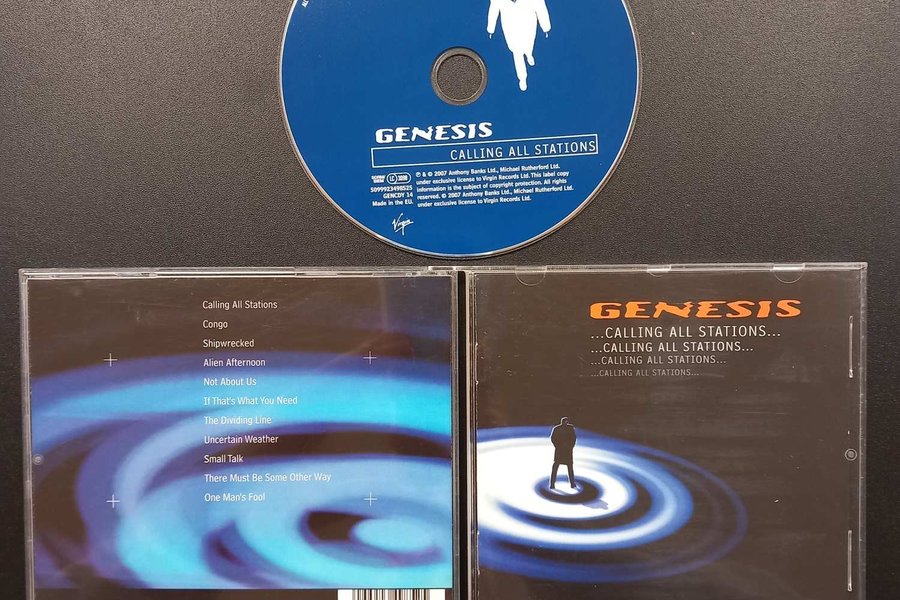 GENESIS
CALLING ALL STATIONS
℗ & © 2007 Anthony Banks Ltd., Michael Rutherford Ltd.
under exclusive license to Virgin Records Ltd. This label copy
information is the subject of copyright protection. All rights
reserved. © 2007 Anthony Banks Ltd., Michael Rutherford Ltd.
under exclusive license to Virgin Records Ltd.
5099923498525
GENCDY 14
Made in the EU.
Virgin
Calling All Stations
Congo
Shipwrecked
Alien Afternoon
Not About Us
If That's What You Need
The Dividing Line
Uncertain Weather
Small Talk
There Must Be Some Other Way
One Man's Fool
GENESIS
...CALLING ALL STATIONS...
...CALLING ALL STATIONS...
...CALLING ALL STATIONS...
...CALLING ALL STATIONS...